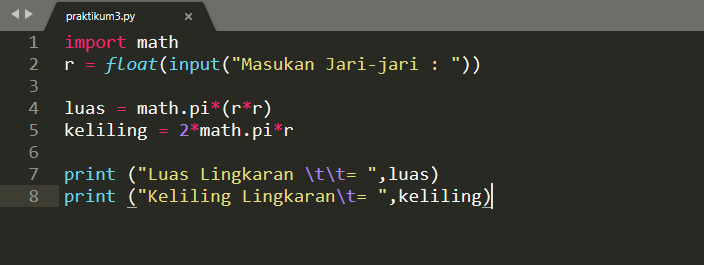 praktikum3.py ×
1 import math
2 r = float(input("Masukan Jari-jari : "))
3
4 luas = math.pi*(r*r)
5 keliling = 2*math.pi*r
6
7 print ("Luas Lingkaran \t\t= ",luas)
8 print ("Keliling Lingkaran\t= ",keliling)